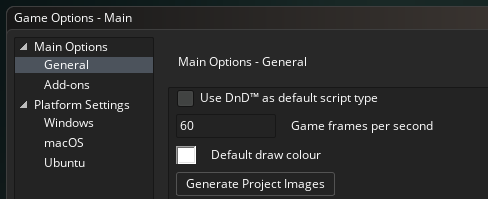 Game Options - Main
Main Options
General
Add-ons
Platform Settings
Windows
macOS
Ubuntu
Main Options - General
Use DnD™ as default script type
60 Game frames per second
Default draw colour
Generate Project Images